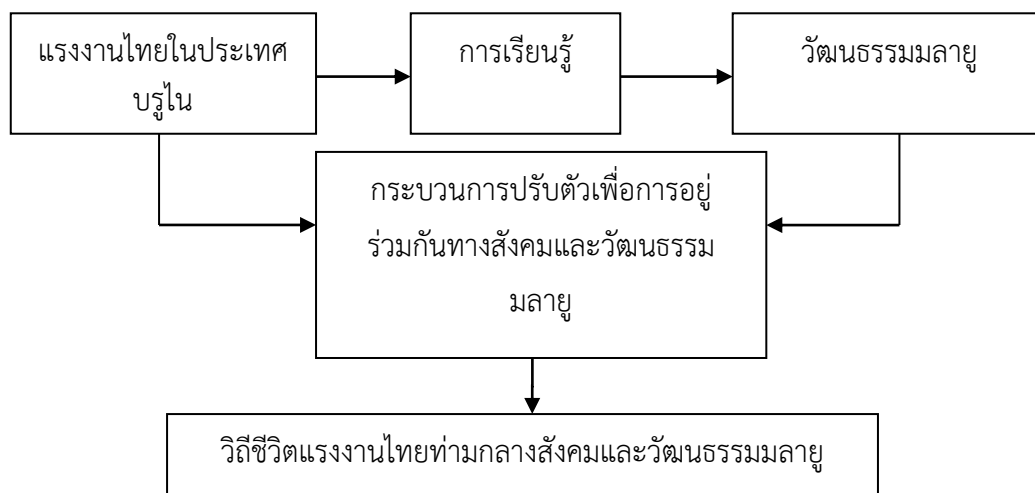 แรงงานไทยในประเทศ
บรูไน
การเรียนรู้
วัฒนธรรมมลายู
กระบวนการปรับตัวเพื่อการอยู่
ร่วมกันทางสังคมและวัฒนธรรม
มลายู
วิถีชีวิตแรงงานไทยท่ามกลางสังคมและวัฒนธรรมมลายู